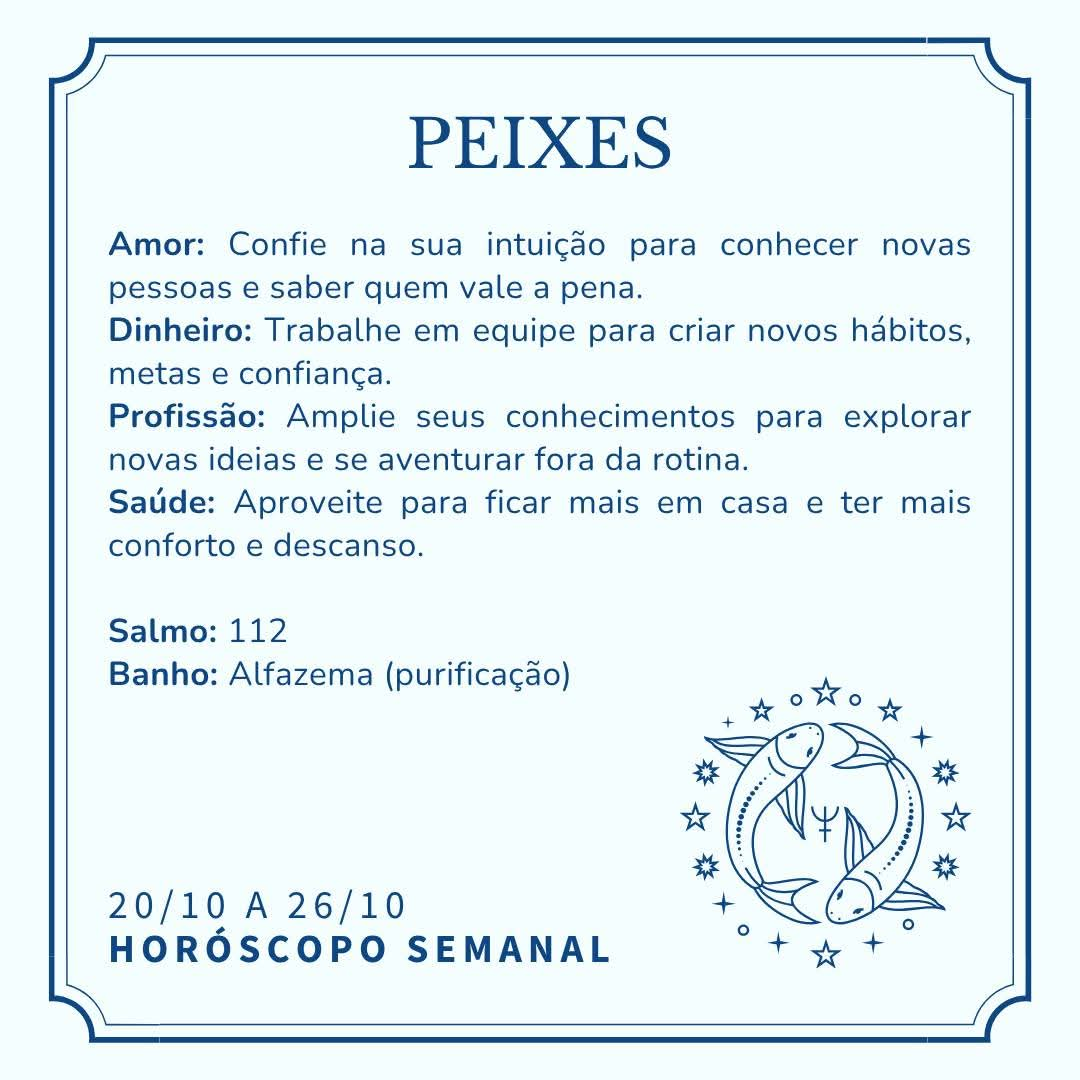 PEIXES
Amor: Confie na sua intuição para conhecer novas
pessoas e saber quem vale a pena.
Dinheiro: Trabalhe em equipe para criar novos hábitos,
metas e confiança.
Profissão: Amplie seus conhecimentos para explorar
novas ideias e se aventurar fora da rotina.
Saúde: Aproveite para ficar mais em casa e ter mais
conforto e descanso.
Salmo: 112
Banho: Alfazema (purificação)
20/10 A 26/10
HORÓSCOPO SEMANAL